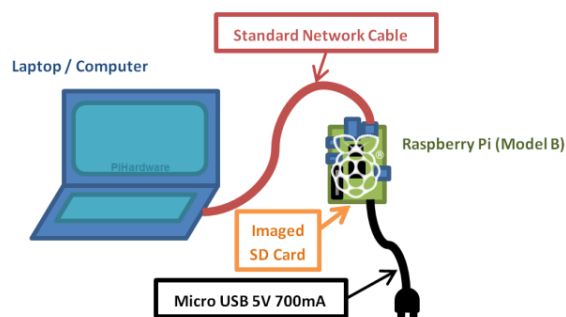 Standard Network Cable
Laptop / Computer
PiHardware
Raspberry Pi (Model B)
®
Imaged
SD Card
Micro USB 5V 700mA